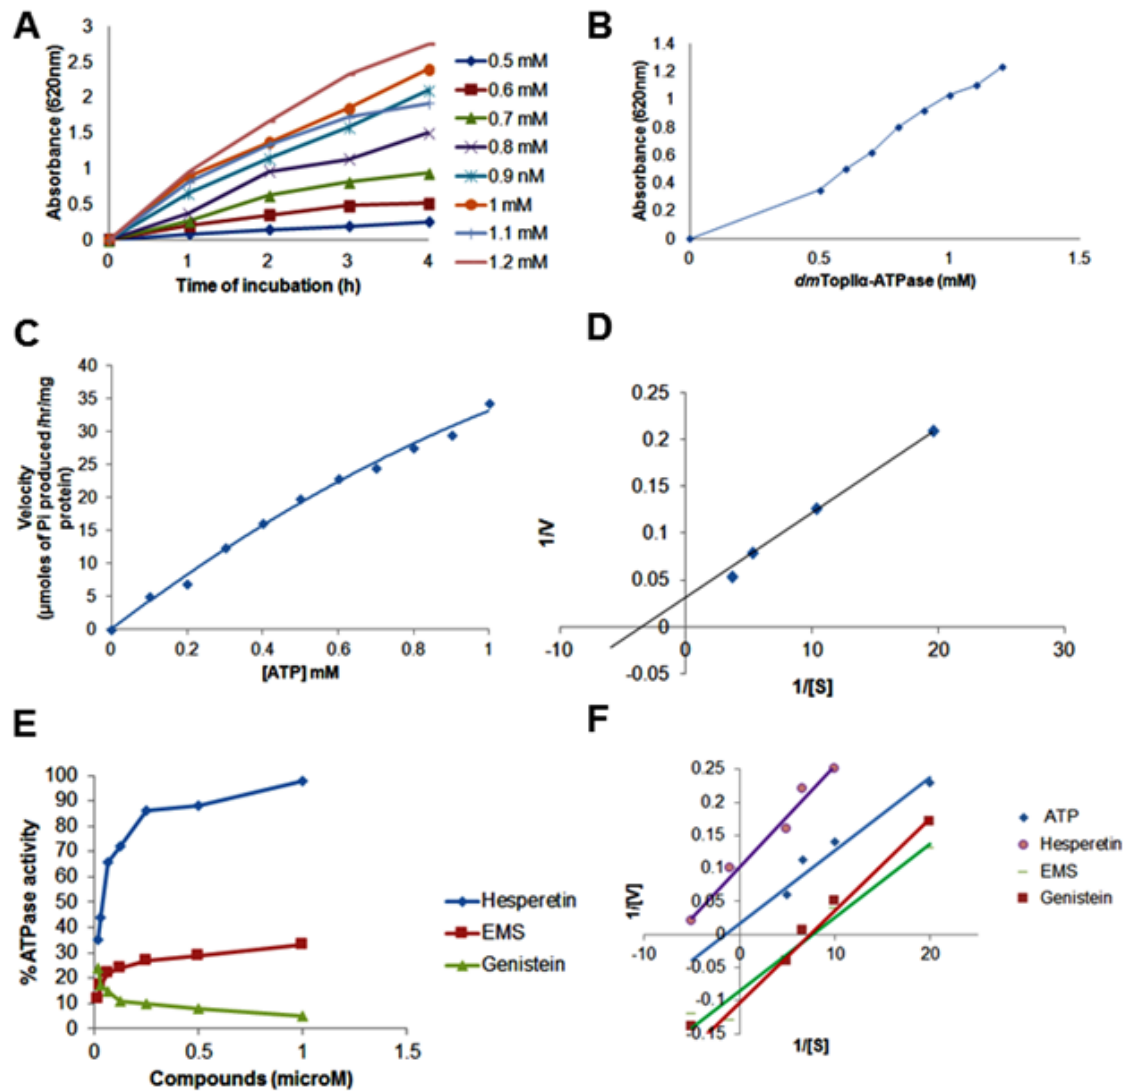 A
Absorbance (620nm)
3
2.5
2
1.5
1
0.5
0
0 1 2 3 4
Time of incubation (h)
0.5 mM
0.6 mM
0.7 mM
0.8 mM
0.9 nM
1 mM
1.1 mM
1.2 mM
B
Absorbance (620nm)
1.4
1.2
1
0.8
0.6
0.4
0.2
0
0 0.5 1 1.5
dmTopIIα-ATPase (mM)
C
Velocity
(µmoles of Pi produced /hr/mg
protein)
40
35
30
25
20
15
10
5
0
0 0.2 0.4 0.6 0.8 1
[ATP] mM
D
1/V
0.25
0.2
0.15
0.1
0.05
0
-0.05
-10 0 10 20 30
1/[S]
E
%ATPase activity
100
90
80
70
60
50
40
30
20
10
0
0 0.5 1 1.5
Compounds (microM)
Hesperetin
EMS
Genistein
F
1/[V]
0.25
0.2
0.15
0.1
0.05
0
-0.05
-0.1
-0.15
-10 0 10 20
1/[S]
ATP
Hesperetin
EMS
Genistein